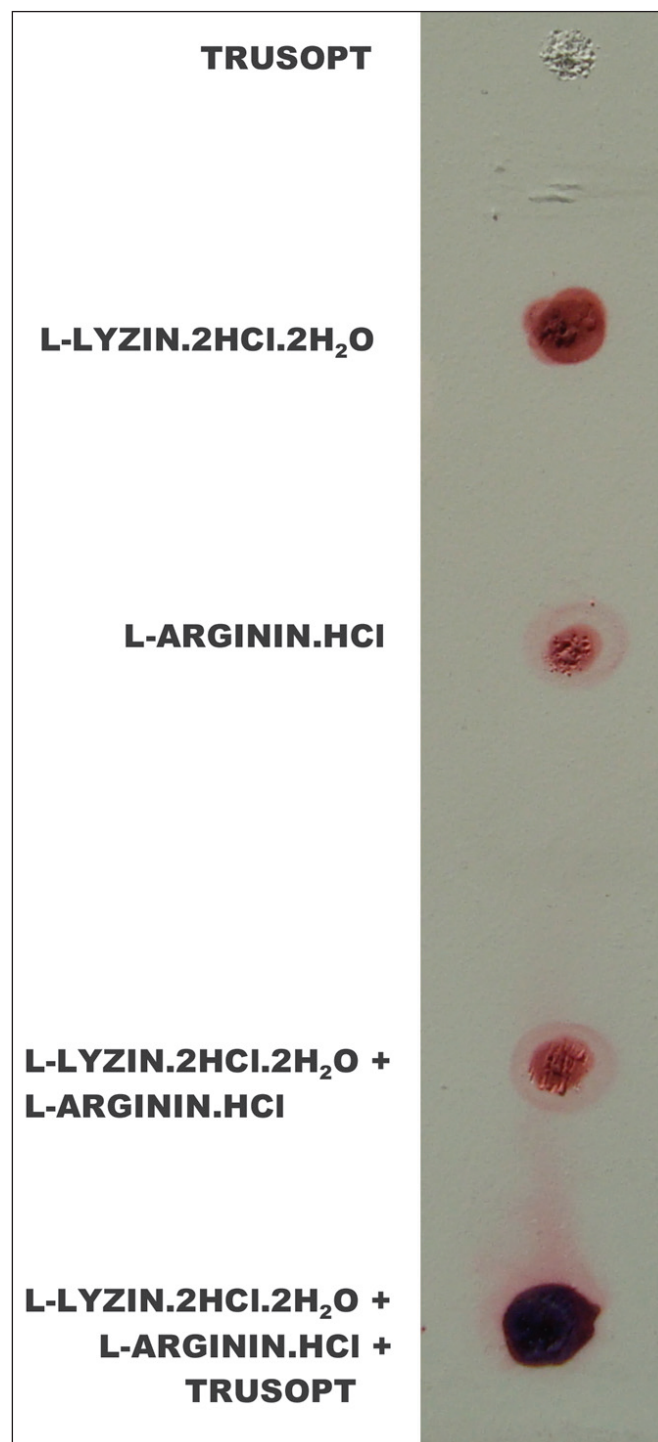 TRUSOPT
L-LYZIN.2HCl.2H₂O
L-ARGININ.HCl
L-LYZIN.2HCl.2H₂O +
L-ARGININ.HCl
L-LYZIN.2HCl.2H₂O +
L-ARGININ.HCl +
TRUSOPT